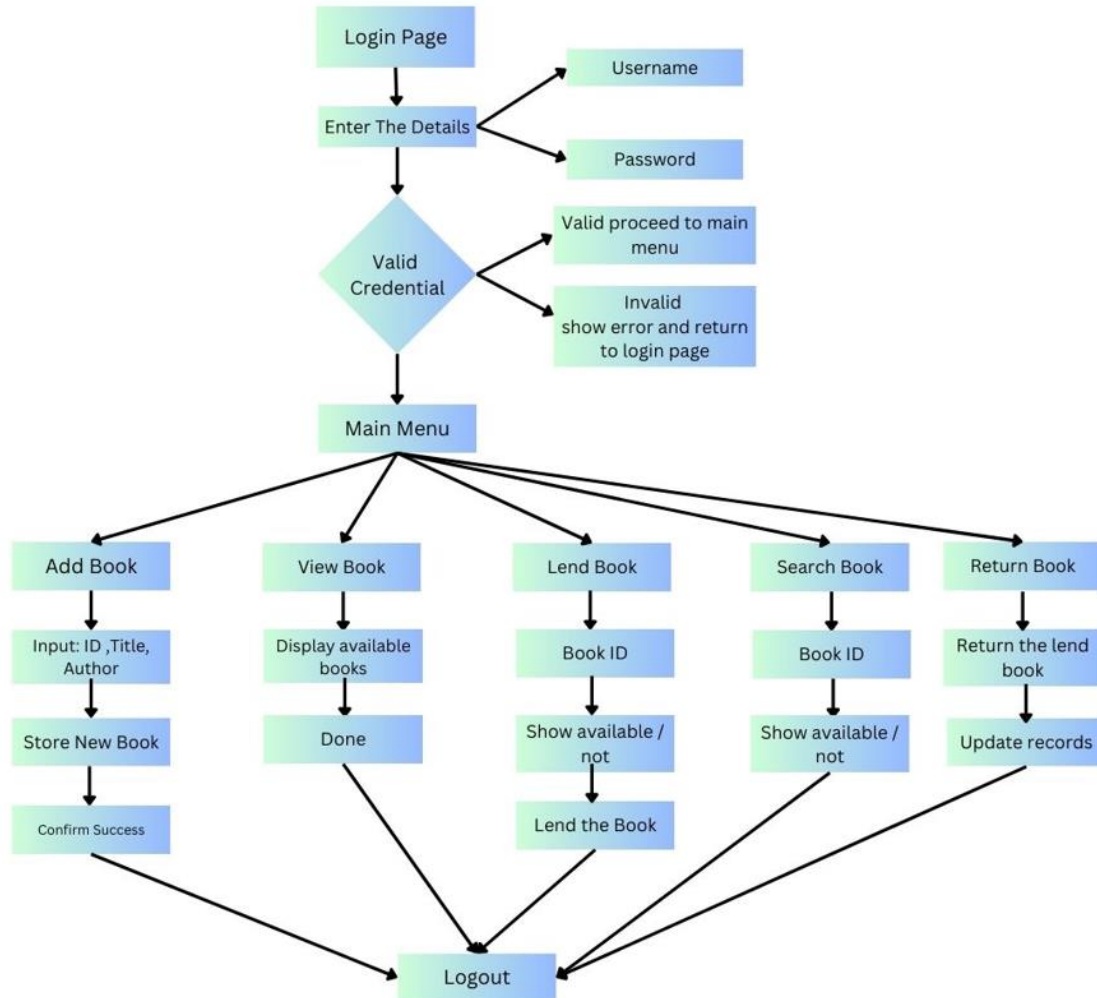 Login Page
Username
Enter The Details
Password
Valid proceed to main
menu
Valid
Credential
Invalid
show error and return
to login page
Main Menu
Add Book
View Book
Lend Book
Search Book
Return Book
Input: ID ,Title,
Author
Display available
books
Book ID
Book ID
Return the lend
book
Store New Book
Done
Show available /
not
Show available /
not
Update records
Confirm Success
Lend the Book
Logout